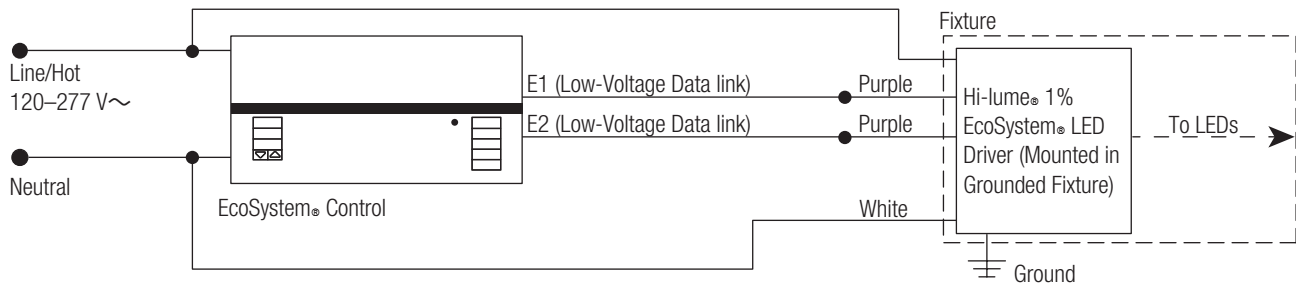 Fixture
Line/Hot
120–277 V~
E1 (Low-Voltage Data link)
Purple
E2 (Low-Voltage Data link)
Purple
Hi-lume® 1%
EcoSystem® LED
Driver (Mounted in
Grounded Fixture)
To LEDs
Neutral
EcoSystem® Control
White
Ground